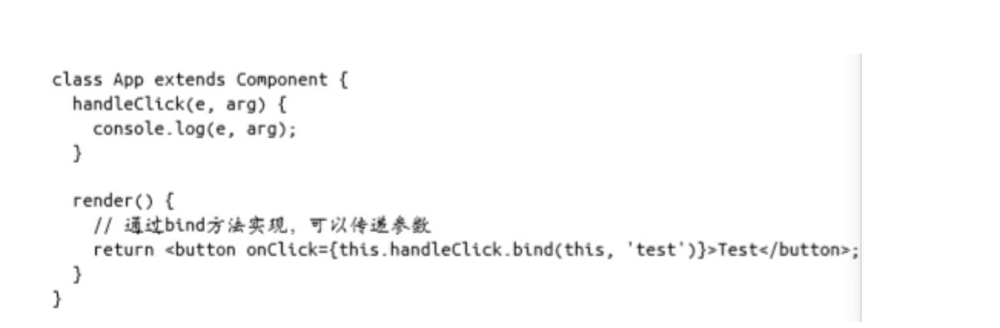 class App extends Component {
handleClick(e, arg) {
console.log(e, arg);
}
render() {
// 通过bind方法实现，可以传递参数
return <button onClick={this.handleClick.bind(this, 'test')}>Test</button>;
}
}